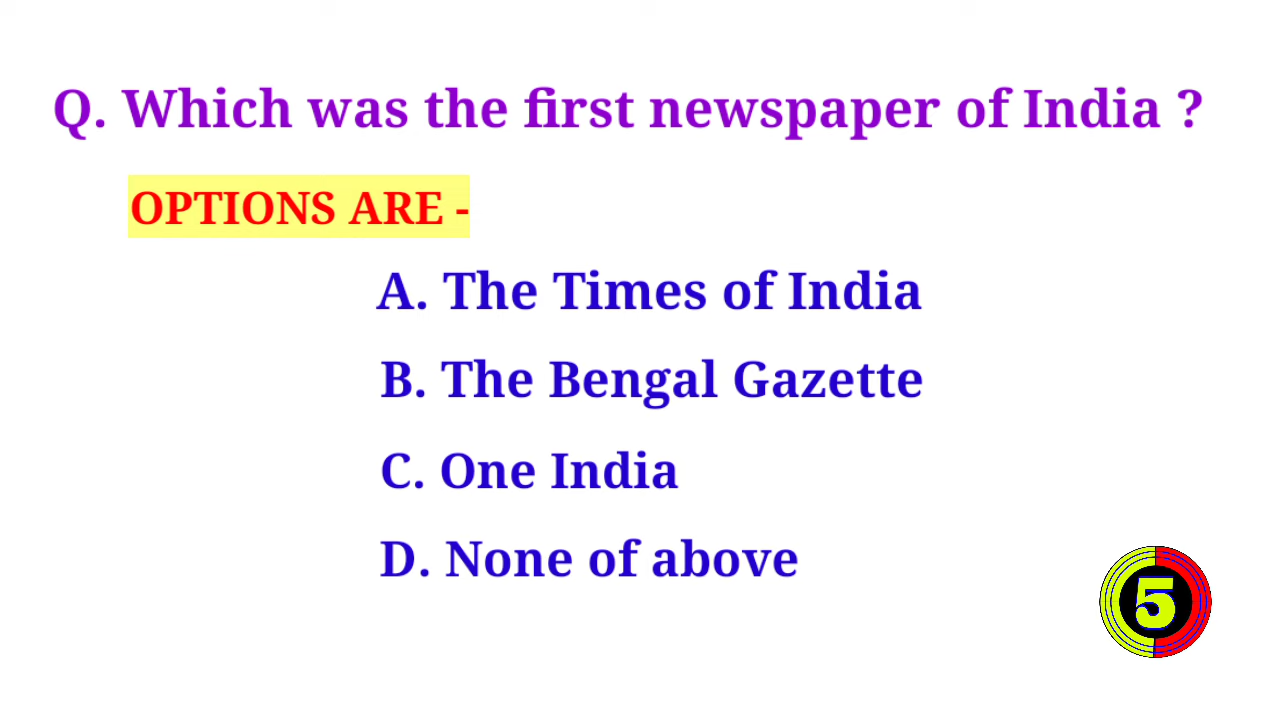 Q. Which was the first newspaper of India ?
OPTIONS ARE -
A. The Times of India
B. The Bengal Gazette
C. One India
D. None of above
5